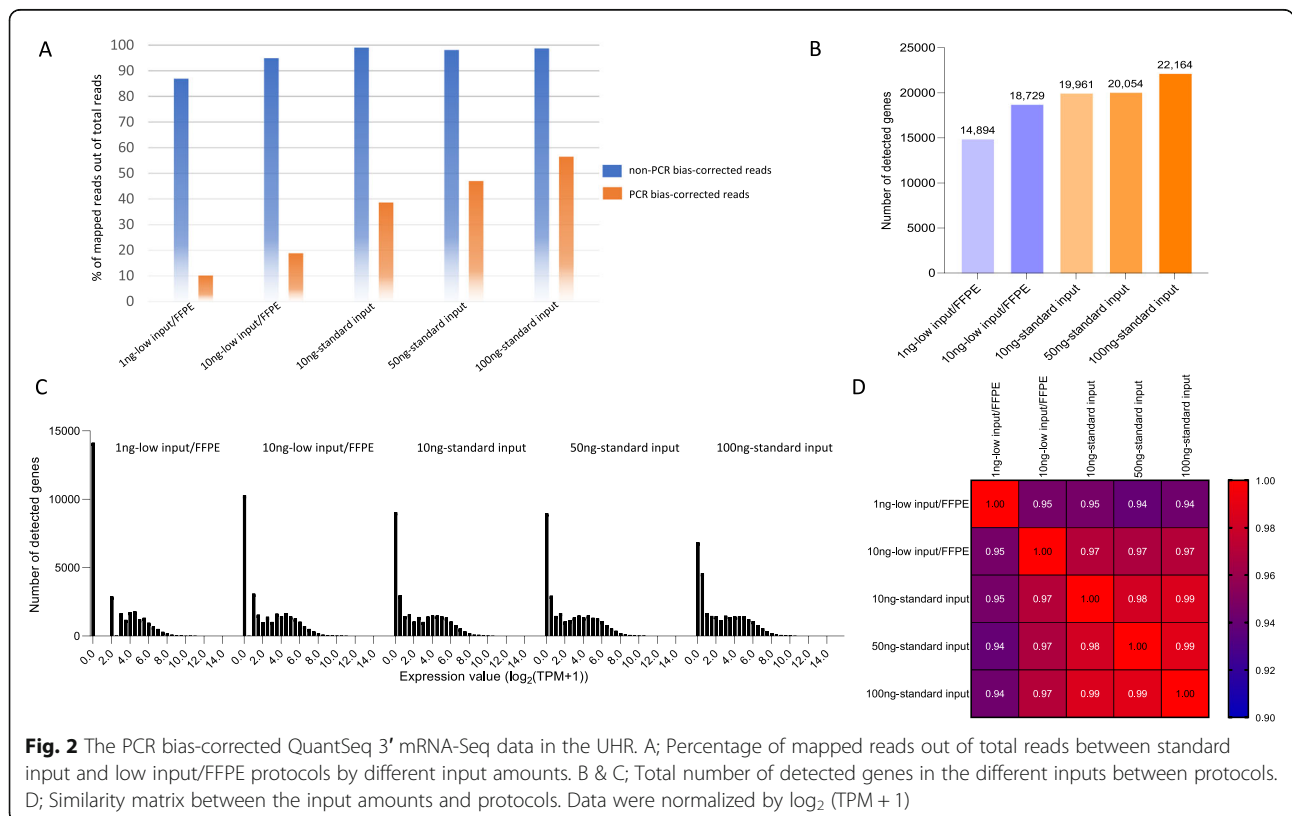 A
100
90
80
70
60
50
40
30
20
10
0
% of mapped reads out of total reads
1ng-low input/FFPE
10ng-low input/FFPE
10ng-standard input
50ng-standard input
100ng-standard input
non-PCR bias-corrected reads
PCR bias-corrected reads
B
25000
20000
15000
10000
5000
0
Number of detected genes
14,894
18,729
19,961
20,054
22,164
1ng-low input/FFPE
10ng-low input/FFPE
10ng-standard input
50ng-standard input
100ng-standard input
C
15000
10000
5000
0
Number of detected genes
1ng-low input/FFPE 10ng-low input/FFPE 10ng-standard input 50ng-standard input 100ng-standard input
0.0 2.0 4.0 6.0 8.0 10.0 12.0 14.0 0.0 2.0 4.0 6.0 8.0 10.0 12.0 14.0 0.0 2.0 4.0 6.0 8.0 10.0 12.0 14.0 0.0 2.0 4.0 6.0 8.0 10.0 12.0 14.0 0.0 2.0 4.0 6.0 8.0 10.0 12.0 14.0
Expression value (log2(TPM+1))
D
1ng-low input/FFPE
10ng-low input/FFPE
10ng-standard input
50ng-standard input
100ng-standard input
1ng-low input/FFPE 1.00 0.95 0.95 0.94 0.94
10ng-low input/FFPE 0.95 1.00 0.97 0.97 0.97
10ng-standard input 0.95 0.97 1.00 0.98 0.99
50ng-standard input 0.94 0.97 0.98 1.00 0.99
100ng-standard input 0.94 0.97 0.99 0.99 1.00
1.00
0.98
0.96
0.94
0.92
0.90
Fig. 2 The PCR bias-corrected QuantSeq 3′ mRNA-Seq data in the UHR. A; Percentage of mapped reads out of total reads between standard
input and low input/FFPE protocols by different input amounts. B & C; Total number of detected genes in the different inputs between protocols.
D; Similarity matrix between the input amounts and protocols. Data were normalized by log2 (TPM + 1)